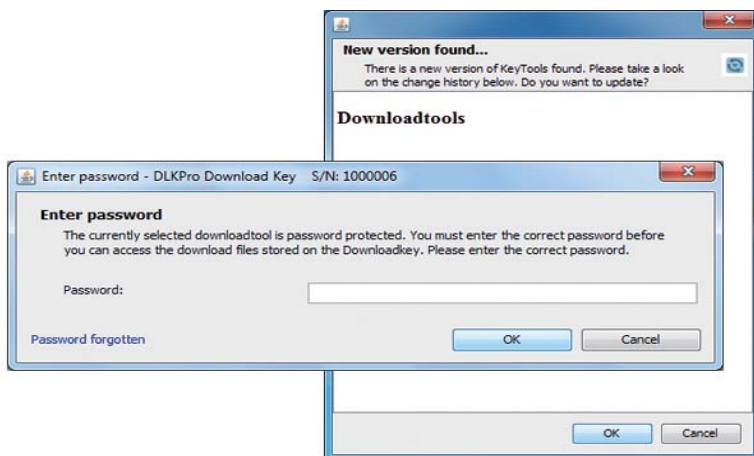 New version found...
There is a new version of KeyTools found. Please take a look
on the change history below. Do you want to update?
Downloadtools
Enter password - DLKPro Download Key S/N: 1000006
Enter password
The currently selected downloadtool is password protected. You must enter the correct password before
you can access the download files stored on the Downloadkey. Please enter the correct password.
Password:
Password forgotten
OK
Cancel
OK
Cancel